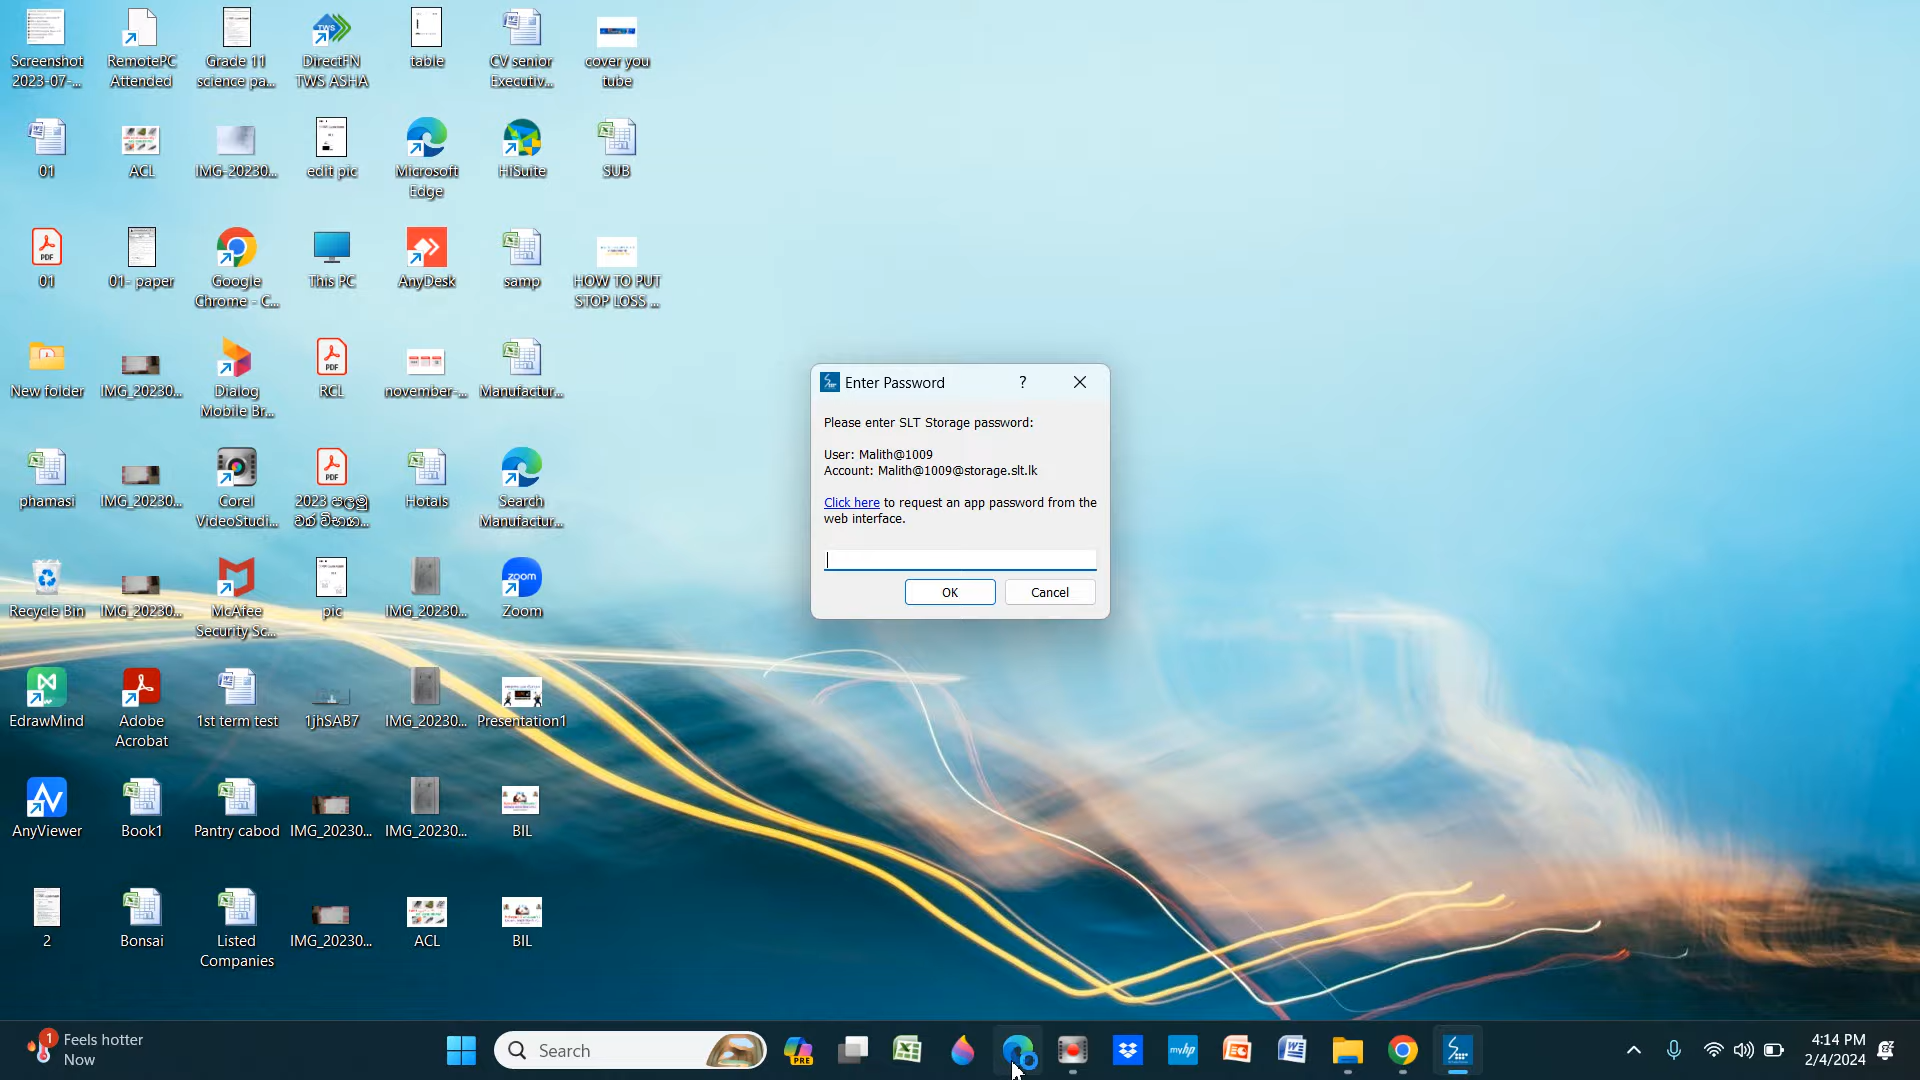 Screenshot
2023-07-...
RemotePC
Attended
Grade 11
science pa...
DirectFN
TWS ASHA
table
CV senior
Executiv...
cover you
tube
01
ACL
IMG-20230...
edit pic
Microsoft
Edge
HiSuite
SUB
01
01- paper
Google
Chrome - C...
This PC
AnyDesk
samp
HOW TO PUT
STOP LOSS ...
New folder
IMG_20230...
Dialog
Mobile Br...
RCL
november-...
Manufactur...
phamasi
IMG_20230...
Corel
VideoStudi...
2023 පලමු
වාර විභාග...
Hotals
Search
Manufactur...
Recycle Bin
IMG_20230...
McAfee
Security Sc...
pic
IMG_20230...
Zoom
EdrawMind
Adobe
Acrobat
1st term test
1jhSAB7
IMG_20230...
Presentation1
AnyViewer
Book1
Pantry cabod
IMG_20230...
IMG_20230...
BIL
2
Bonsai
Listed
Companies
IMG_20230...
ACL
BIL
Enter Password
?
Please enter SLT Storage password:
User: Malith@1009
Account: Malith@1009@storage.slt.lk
Click here to request an app password from the
web interface.
OK
Cancel
1
Feels hotter
Now
Search
PRE
myhp
4:14 PM
2/4/2024